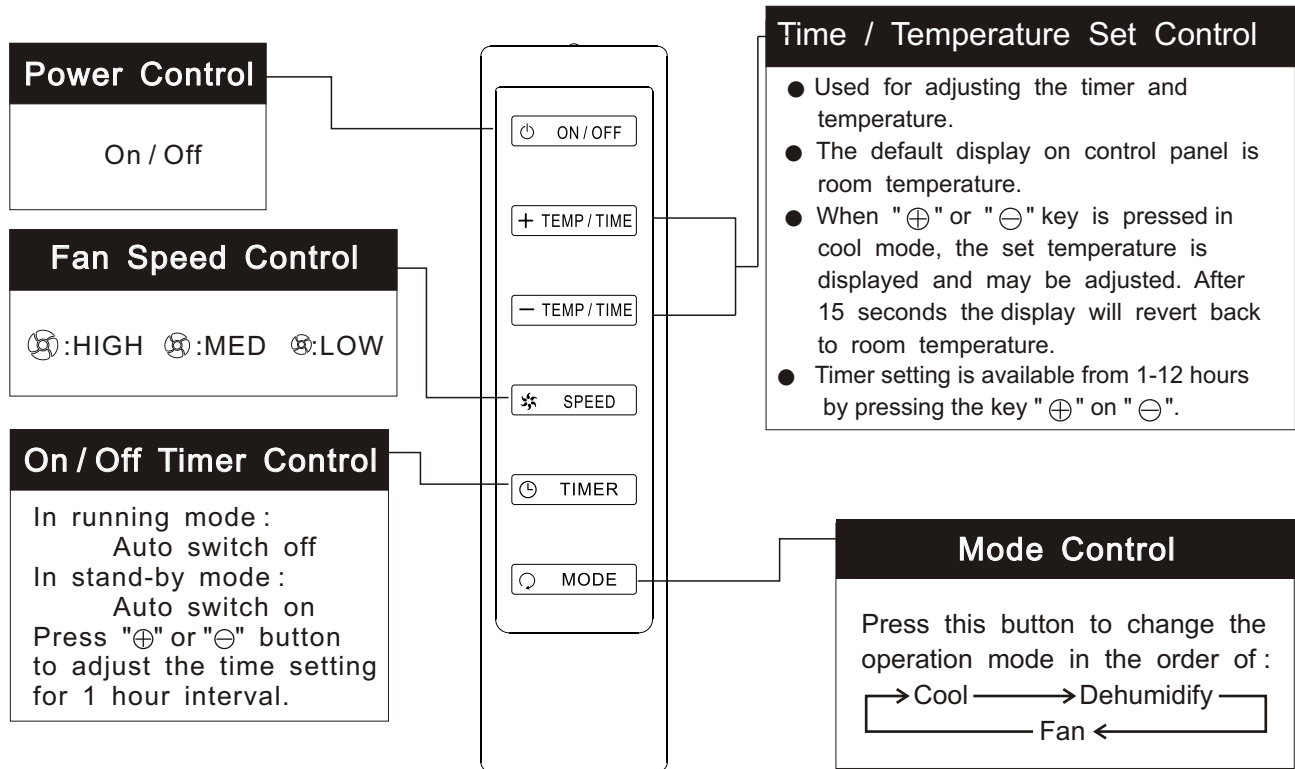 Power Control
On / Off
Fan Speed Control
:HIGH :MED :LOW
On / Off Timer Control
In running mode :
Auto switch off
In stand-by mode :
Auto switch on
Press "⊕" or "⊖" button
to adjust the time setting
for 1 hour interval.
ON / OFF
+ TEMP / TIME
− TEMP / TIME
SPEED
TIMER
MODE
Time / Temperature Set Control
● Used for adjusting the timer and
temperature.
● The default display on control panel is
room temperature.
● When "⊕" or "⊖" key is pressed in
cool mode, the set temperature is
displayed and may be adjusted. After
15 seconds the display will revert back
to room temperature.
● Timer setting is available from 1-12 hours
by pressing the key "⊕" on "⊖".
Mode Control
Press this button to change the
operation mode in the order of :
Cool → Dehumidify
Fan